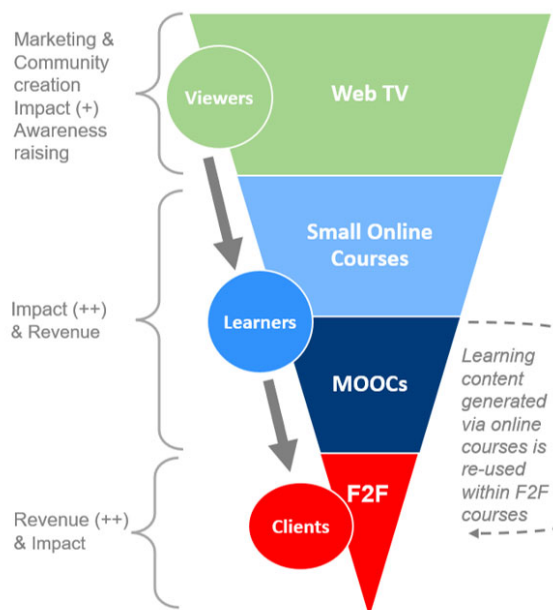 Marketing &
Community
creation
Impact (+)
Awareness
raising
Viewers
Web TV
Small Online
Courses
Impact (++)
& Revenue
Learners
MOOCs
Learning
content
generated
via online
courses is
re-used
within F2F
courses
F2F
Revenue (++)
& Impact
Clients